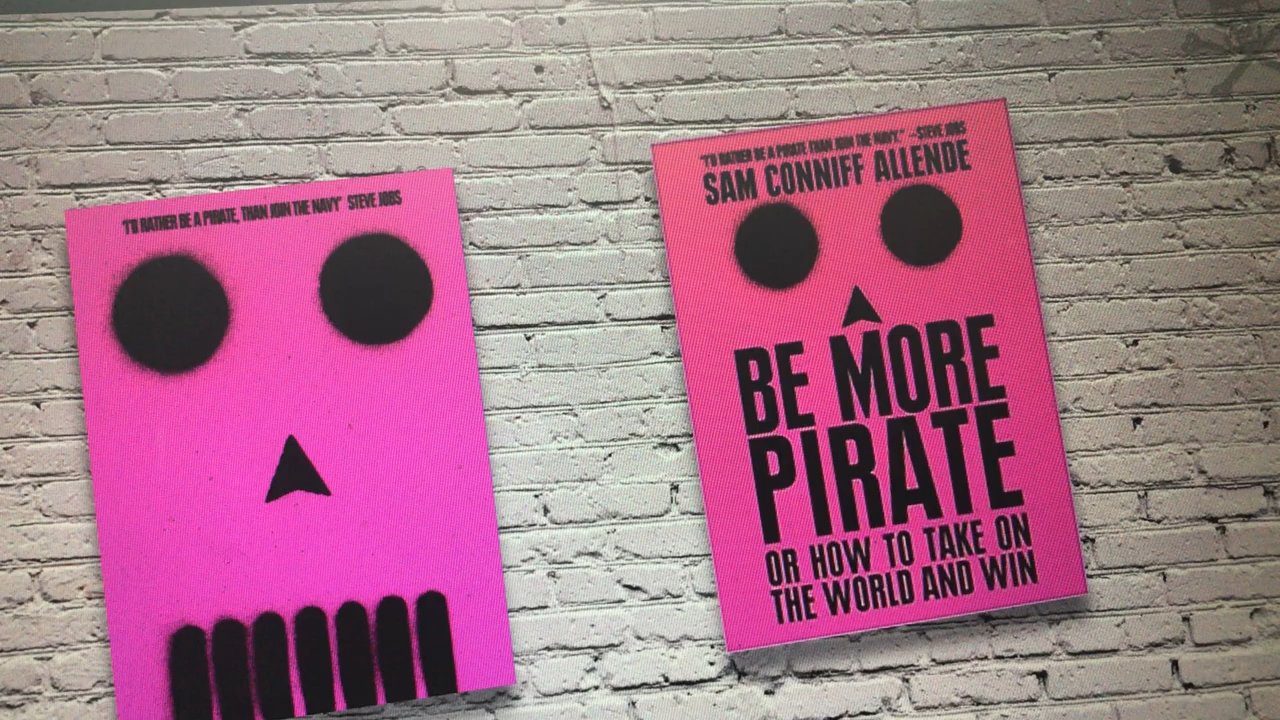 'I'D RATHER BE A PIRATE, THAN JOIN THE NAVY' STEVE JOBS
"I'D RATHER BE A PIRATE THAN JOIN THE NAVY." —STEVE JOBS
SAM CONNIFF ALLENDE
BE MORE
PIRATE
OR HOW TO TAKE ON
THE WORLD AND WIN